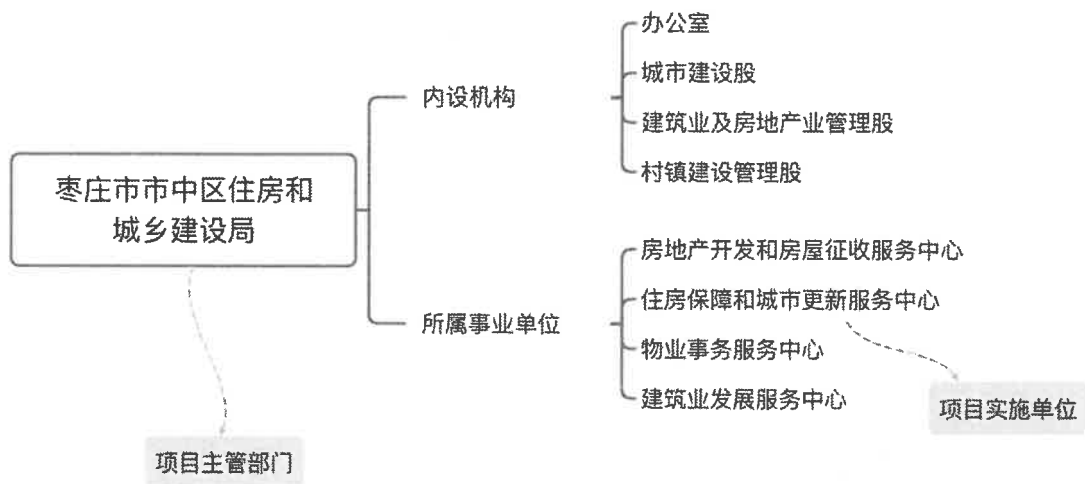 枣庄市市中区住房和
城乡建设局
内设机构
办公室
城市建设股
建筑业及房地产业管理股
村镇建设管理股
所属事业单位
房地产开发和房屋征收服务中心
住房保障和城市更新服务中心
物业事务服务中心
建筑业发展服务中心
项目实施单位
项目主管部门